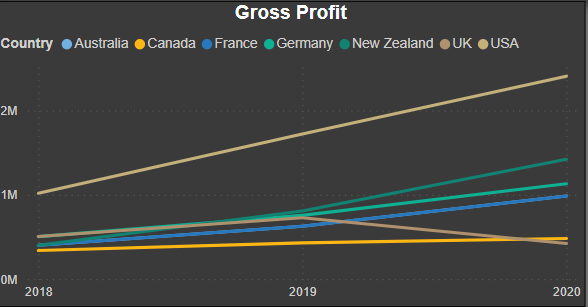 Gross Profit
Country Australia Canada France Germany New Zealand UK USA
2M
1M
0M
2018 2019 2020